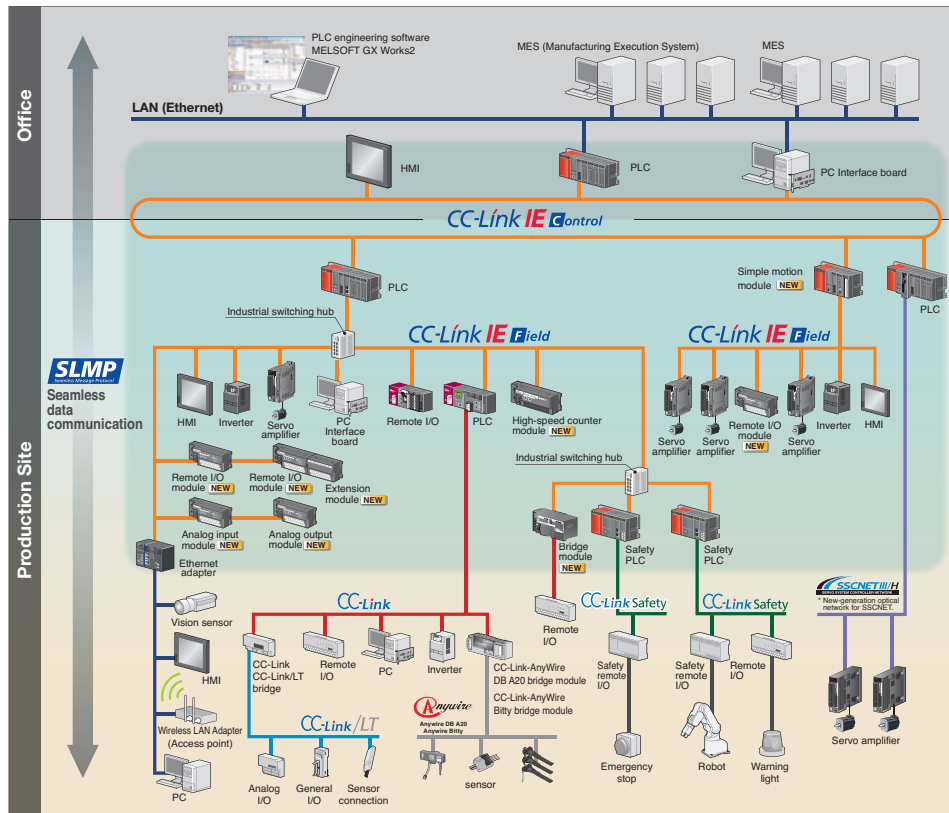 Office
Production Site
PLC engineering software
MELSOFT GX Works2
MES (Manufacturing Execution System)
MES
LAN (Ethernet)
HMI
PLC
PC Interface board
CC-Link IE Control
PLC
Simple motion
module NEW
PLC
Industrial switching hub
CC-Link IE Field
CC-Link IE Field
SLMP
Seamless Message Protocol
Seamless
data
communication
HMI
Inverter
Servo
amplifier
PC
Interface
board
Remote I/O
PLC
High-speed counter
module NEW
Servo
amplifier
Servo
amplifier
Remote I/O
module
NEW
Servo
amplifier
Inverter
HMI
Industrial switching hub
Remote I/O
module NEW
Remote I/O
module NEW
Extension
module NEW
Analog input
module NEW
Analog output
module NEW
Bridge
module
NEW
Safety
PLC
Safety
PLC
Ethernet
adapter
Vision sensor
HMI
Wireless LAN Adapter
(Access point)
PC
CC-Link
CC-Link
CC-Link/LT
bridge
Remote
I/O
PC
Inverter
CC-Link-AnyWire
DB A20 bridge module
CC-Link-AnyWire
Bitty bridge module
Remote
I/O
CC-Link Safety
CC-Link Safety
SSCNETIII/H
SERVO SYSTEM CONTROLLER NETWORK
* New-generation optical
network for SSCNET.
Safety
remote
I/O
Safety
remote
I/O
Remote
I/O
CC-Link/LT
Anywire
Anywire DB A20
Anywire Bitty
Analog
I/O
General
I/O
Sensor
connection
sensor
Emergency
stop
Robot
Warning
light
Servo amplifier